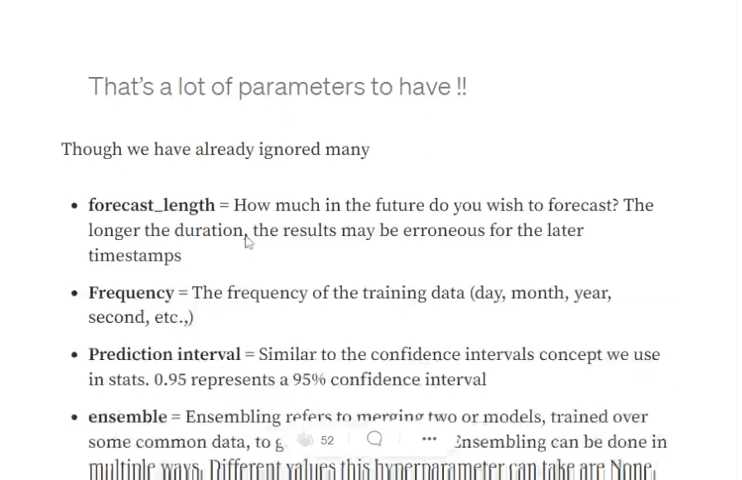 That's a lot of parameters to have !!
Though we have already ignored many
• forecast_length = How much in the future do you wish to forecast? The
longer the duration, the results may be erroneous for the later
timestamps
• Frequency = The frequency of the training data (day, month, year,
second, etc.,)
• Prediction interval = Similar to the confidence intervals concept we use
in stats. 0.95 represents a 95% confidence interval
• ensemble = Ensembling refers to merging two or models, trained over
some common data, to Ensembling can be done in
52
multiple ways. Different values this hyperparameter can take are None,